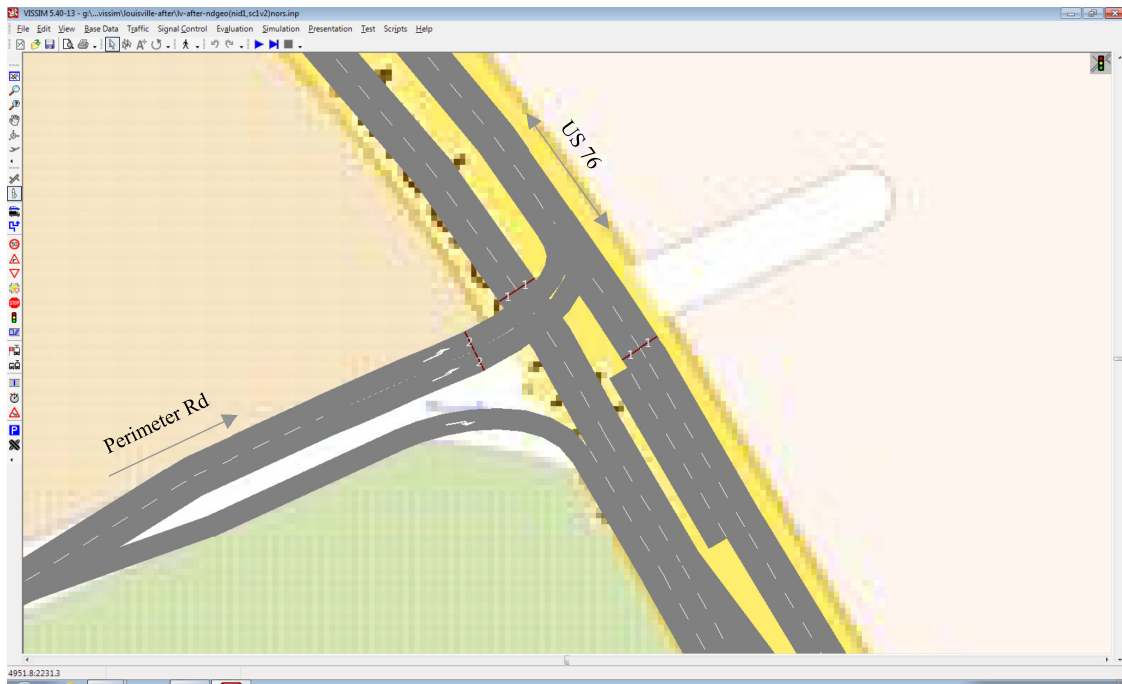 VISSIM 5.40-13 - g:\...vissim\louisville-after\lv-after-ndgeo(nid1,sc1v2)nors.inp
File Edit View Base Data Traffic Signal Control Evaluation Simulation Presentation Test Scripts Help
US 76
1 1
2
2
1 1
Perimeter Rd
50
STOP
P
4951.8:2231.3